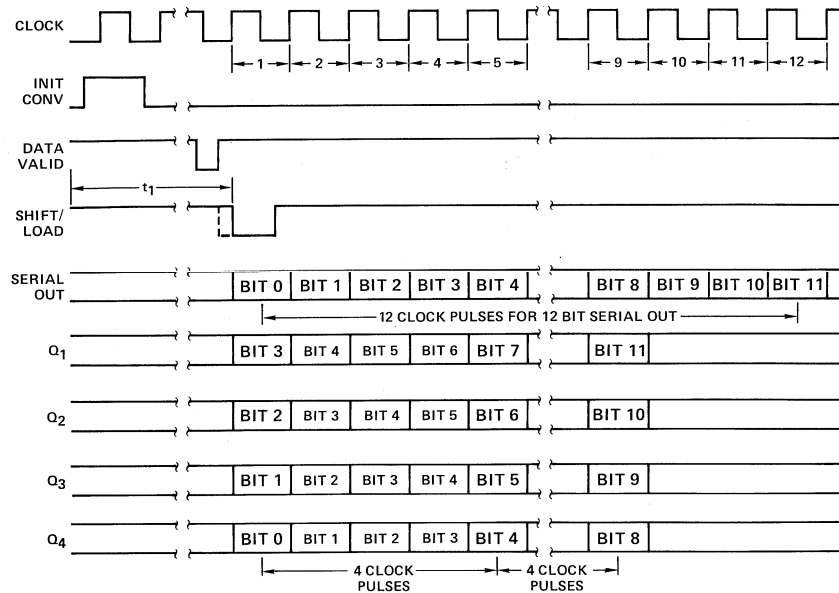 CLOCK
1 2 3 4 5 9 10 11 12
INIT
CONV
DATA
VALID
t1
SHIFT/
LOAD
SERIAL
OUT
BIT 0 BIT 1 BIT 2 BIT 3 BIT 4 BIT 8 BIT 9 BIT 10 BIT 11
12 CLOCK PULSES FOR 12 BIT SERIAL OUT
Q1 BIT 3 BIT 4 BIT 5 BIT 6 BIT 7 BIT 11
Q2 BIT 2 BIT 3 BIT 4 BIT 5 BIT 6 BIT 10
Q3 BIT 1 BIT 2 BIT 3 BIT 4 BIT 5 BIT 9
Q4 BIT 0 BIT 1 BIT 2 BIT 3 BIT 4 BIT 8
4 CLOCK
PULSES
4 CLOCK
PULSES